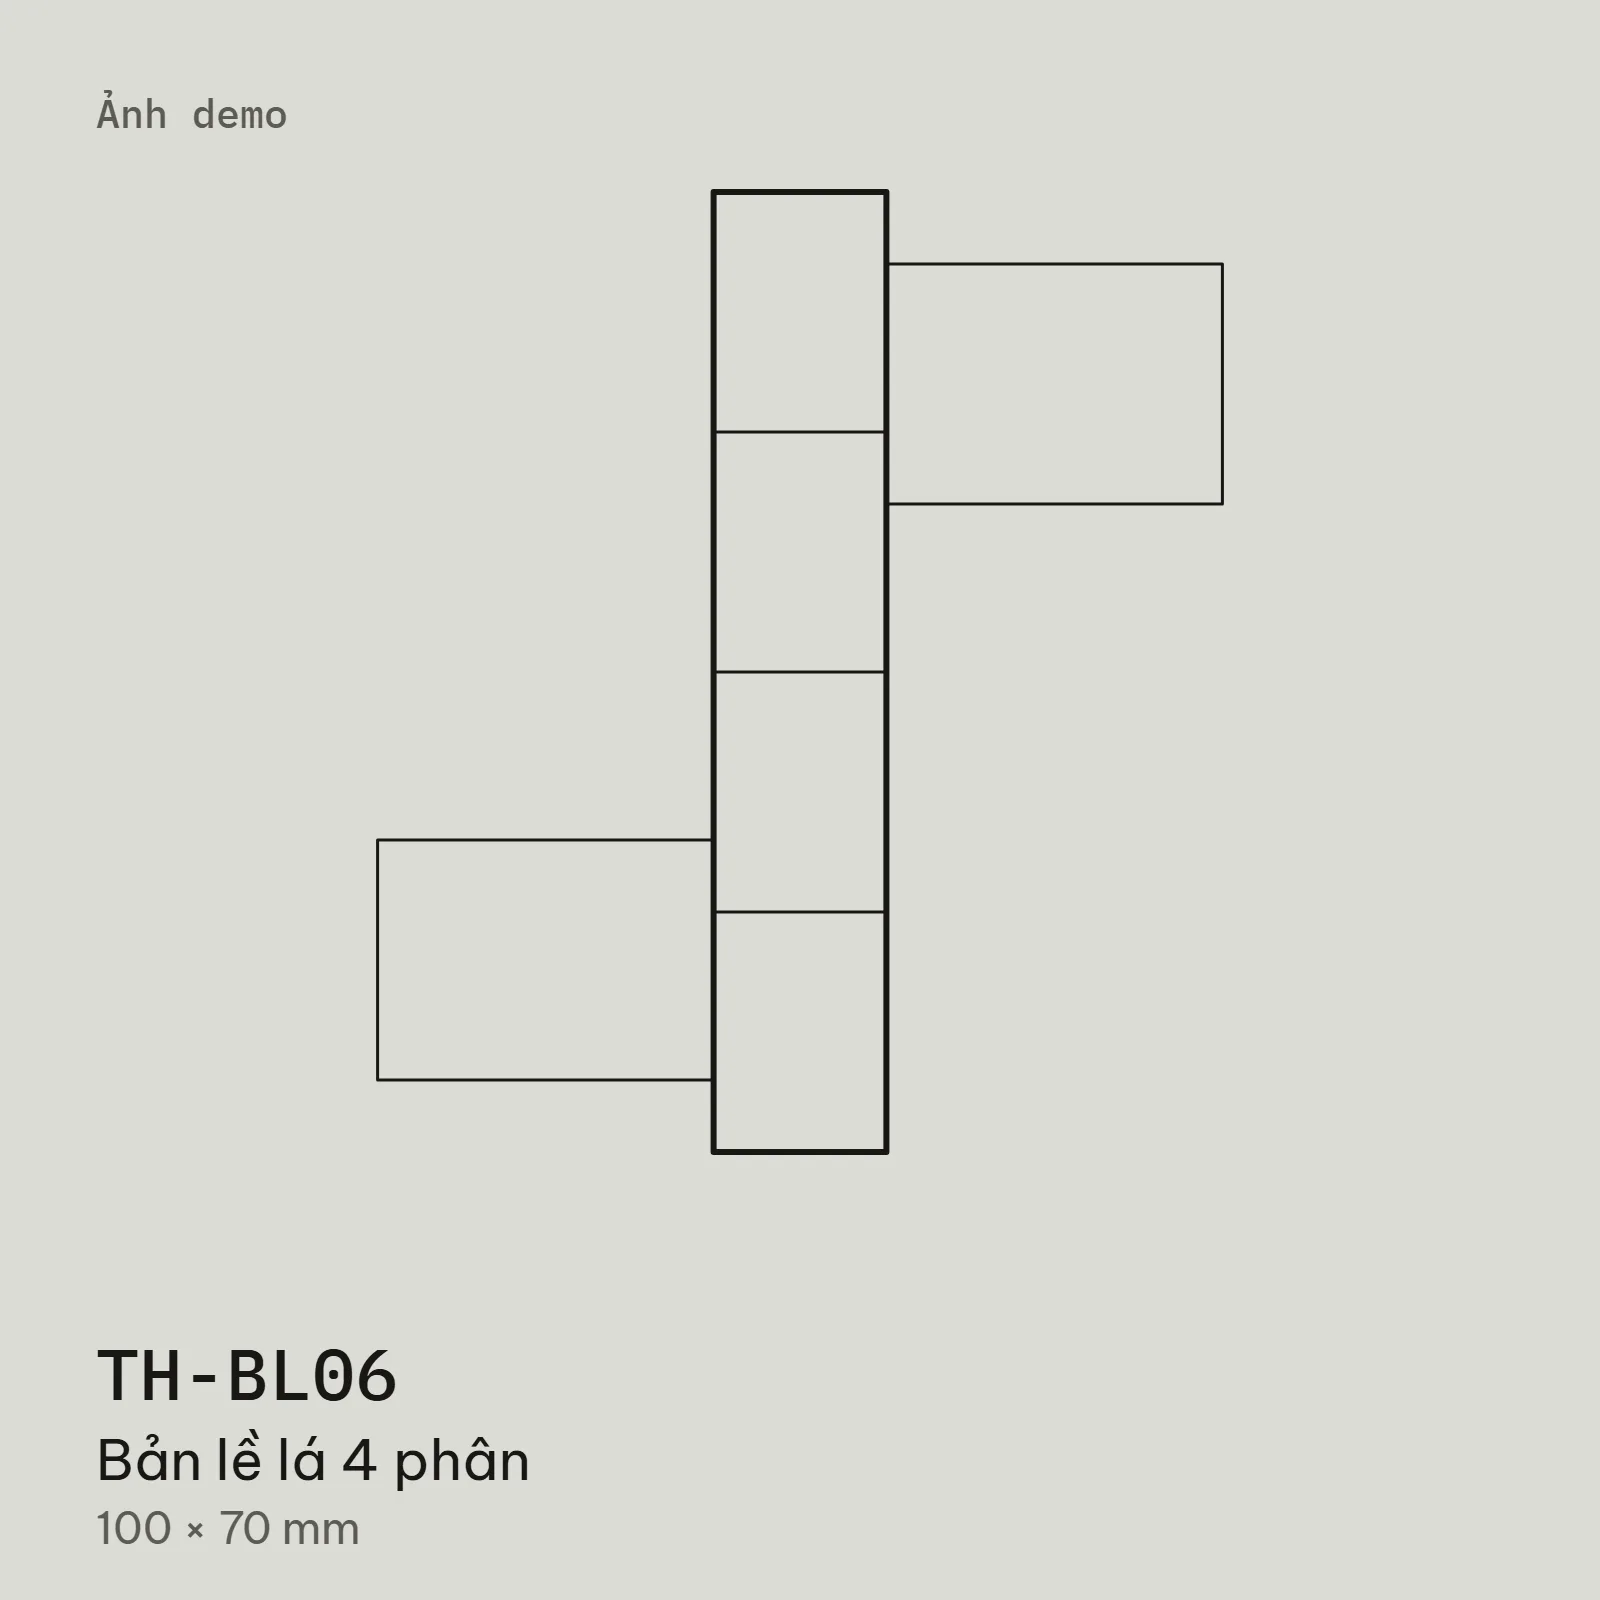 Ảnh demo
TH-BL06
Bản lề lá 4 phân
100 × 70 mm